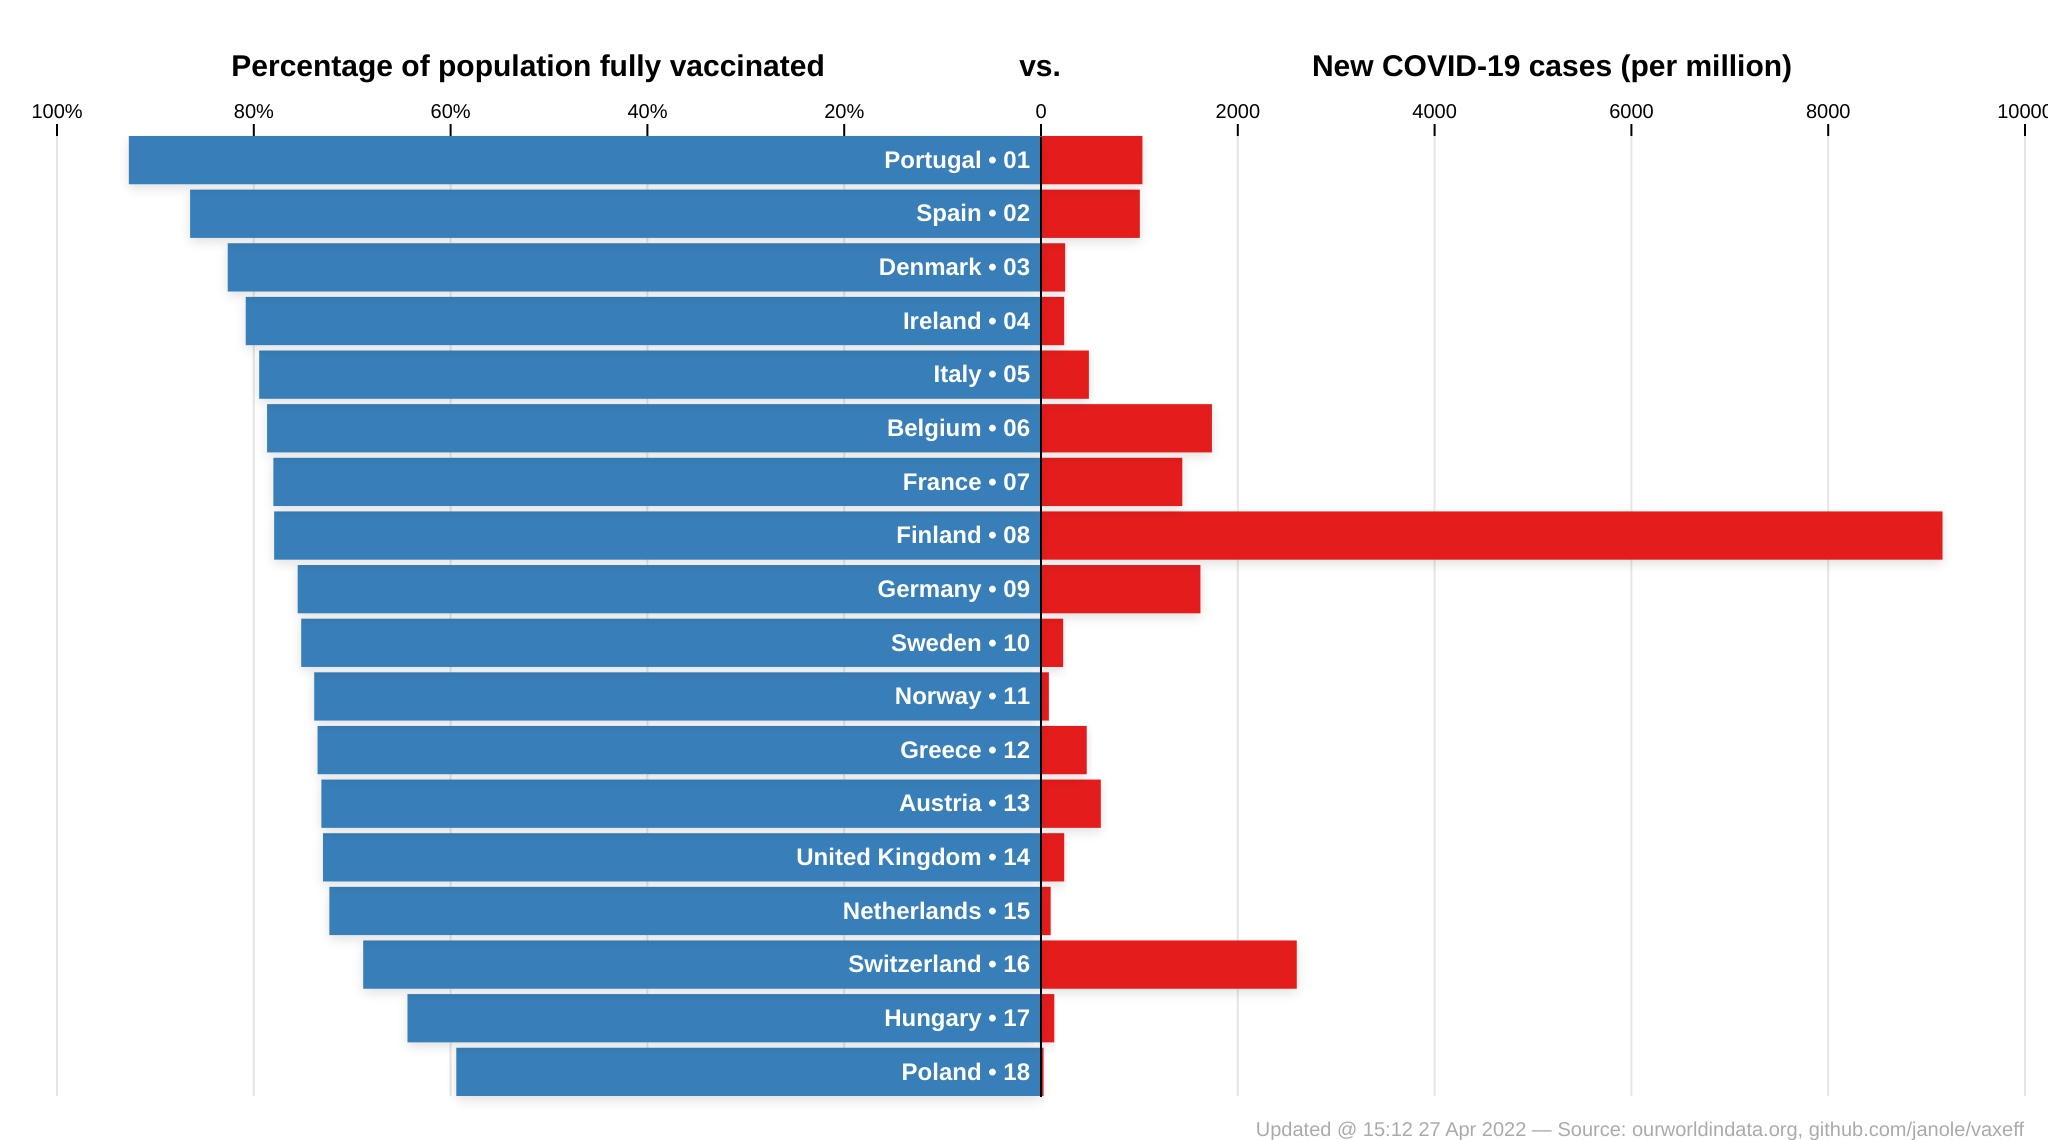 Percentage of population fully vaccinated vs. New COVID-19 cases (per million)
100% 80% 60% 40% 20% 0 2000 4000 6000 8000 10000
Portugal • 01
Spain • 02
Denmark • 03
Ireland • 04
Italy • 05
Belgium • 06
France • 07
Finland • 08
Germany • 09
Sweden • 10
Norway • 11
Greece • 12
Austria • 13
United Kingdom • 14
Netherlands • 15
Switzerland • 16
Hungary • 17
Poland • 18
Updated @ 15:12 27 Apr 2022 — Source: ourworldindata.org, github.com/janole/vaxeff